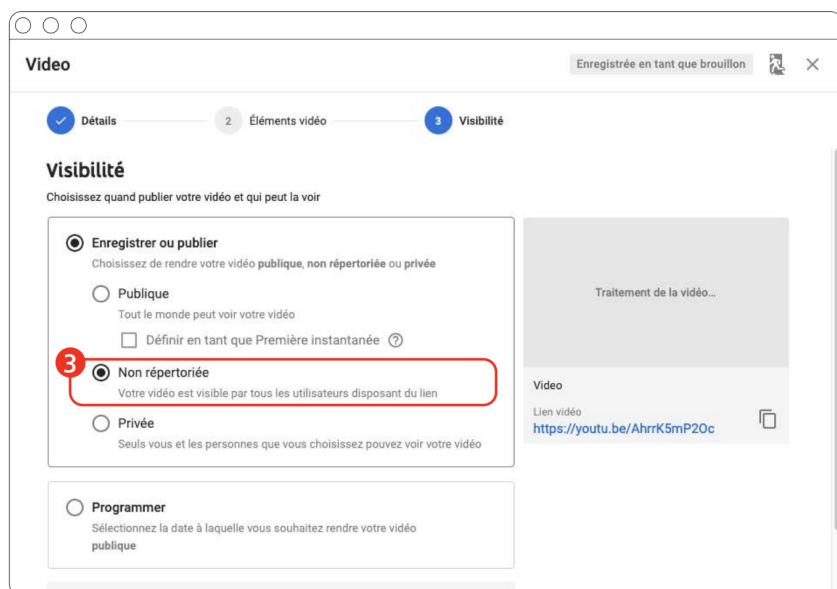 Video
Enregistrée en tant que brouillon
Détails
2 Éléments vidéo
3 Visibilité
Visibilité
Choisissez quand publier votre vidéo et qui peut la voir
Enregistrer ou publier
Choisissez de rendre votre vidéo publique, non répertoriée ou privée
Publique
Tout le monde peut voir votre vidéo
Définir en tant que Première instantanée ?
3
Non répertoriée
Votre vidéo est visible par tous les utilisateurs disposant du lien
Privée
Seuls vous et les personnes que vous choisissez pouvez voir votre vidéo
Programmer
Sélectionnez la date à laquelle vous souhaitez rendre votre vidéo
publique
Traitement de la vidéo...
Video
Lien vidéo
https://youtu.be/AhrrK5mP2Oc